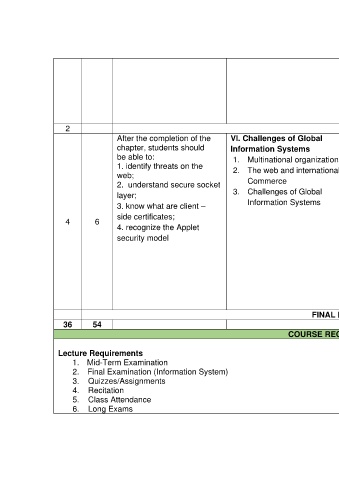 2
4
6
After the completion of the
chapter, students should
be able to:
1. identify threats on the
web;
2. understand secure socket
layer;
3. know what are client –
side certificates;
4. recognize the Applet
security model
VI. Challenges of Global
Information Systems
1. Multinational organization
2. The web and international
Commerce
3. Challenges of Global
Information Systems
FINAL
36
54
COURSE REQ
Lecture Requirements
1. Mid-Term Examination
2. Final Examination (Information System)
3. Quizzes/Assignments
4. Recitation
5. Class Attendance
6. Long Exams